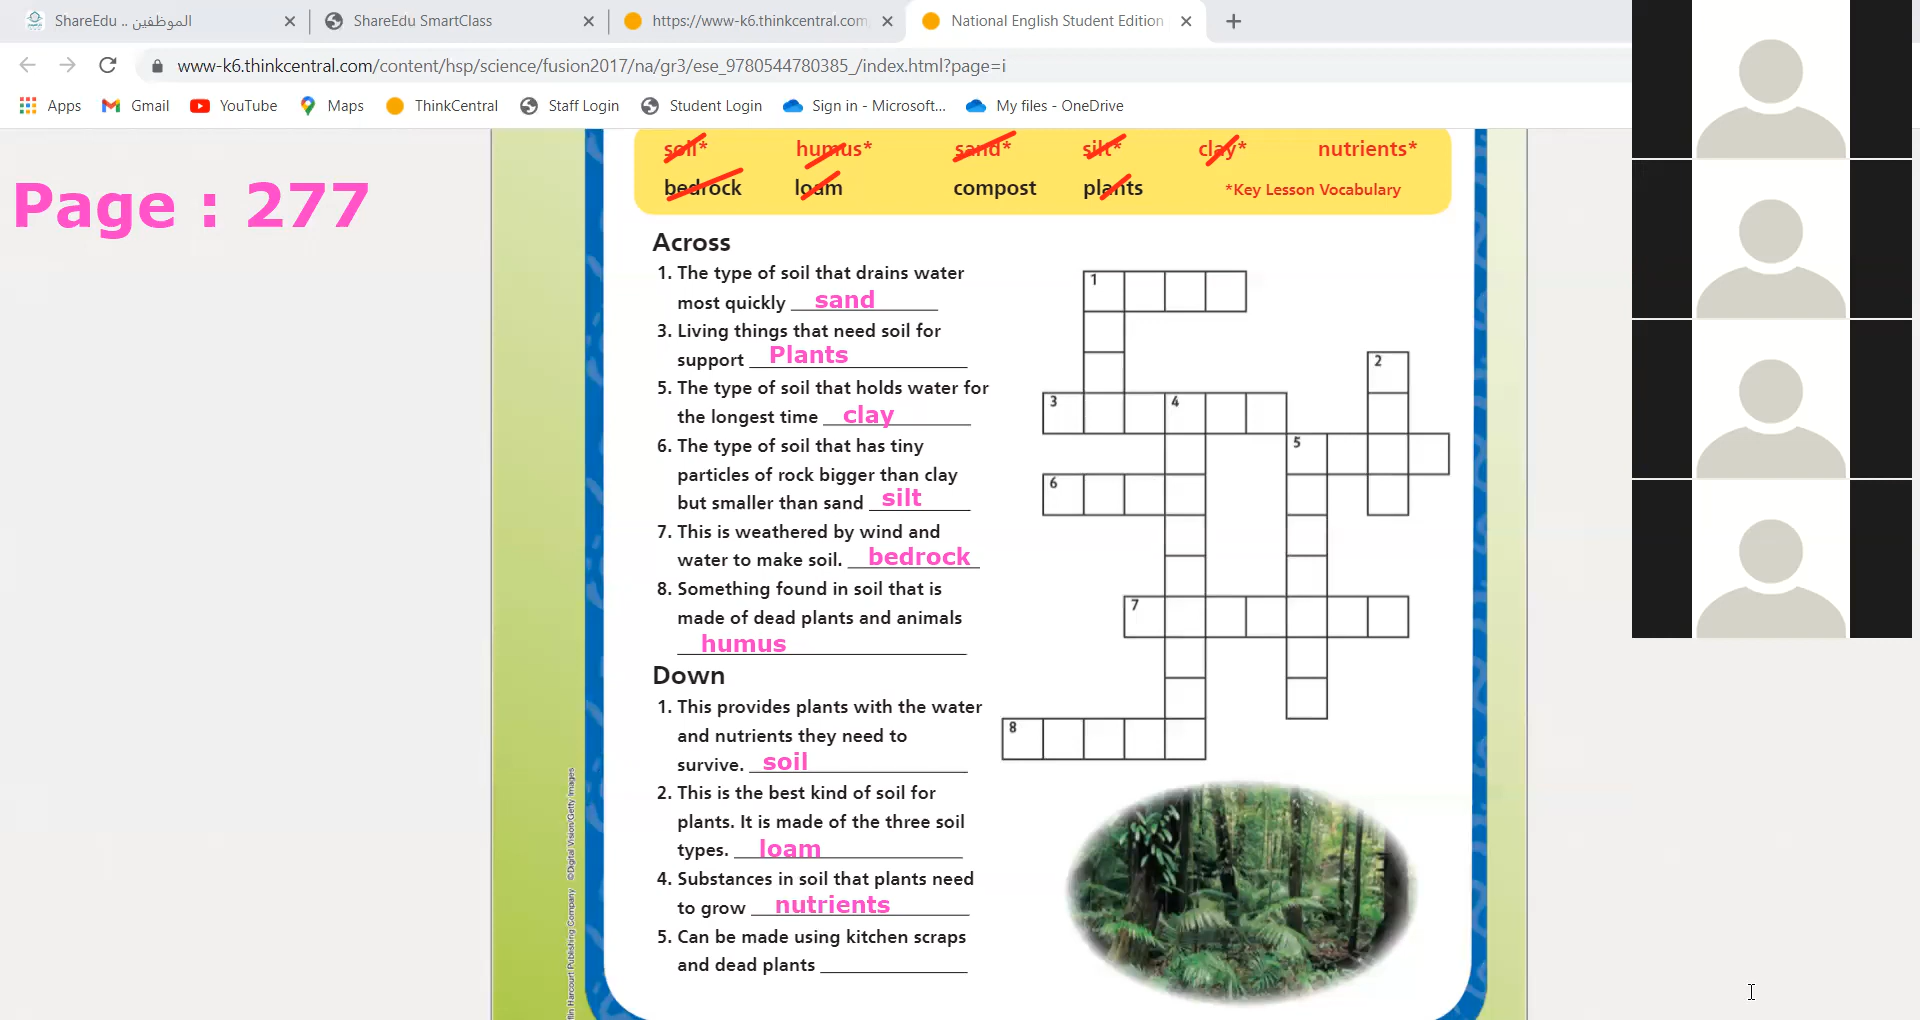 ShareEdu .. الموظفين
ShareEdu SmartClass
https://www-k6.thinkcentral.com
National English Student Edition
www-k6.thinkcentral.com/content/hsp/science/fusion2017/na/gr3/ese_9780544780385_/index.html?page=i
Apps Gmail YouTube Maps ThinkCentral Staff Login Student Login Sign in - Microsoft... My files - OneDrive
Page : 277
soil* humus* sand* silt* clay* nutrients*
bedrock loam compost plants *Key Lesson Vocabulary
Across
1. The type of soil that drains water
most quickly sand
3. Living things that need soil for
support Plants
5. The type of soil that holds water for
the longest time clay
6. The type of soil that has tiny
particles of rock bigger than clay
but smaller than sand silt
7. This is weathered by wind and
water to make soil. bedrock
8. Something found in soil that is
made of dead plants and animals
humus
Down
1. This provides plants with the water
and nutrients they need to
survive. soil
2. This is the best kind of soil for
plants. It is made of the three soil
types. loam
4. Substances in soil that plants need
to grow nutrients
5. Can be made using kitchen scraps
and dead plants
1
2
3 4
5
6
7
8
Harcourt Publishing Company ©Digital Vision/Getty Images